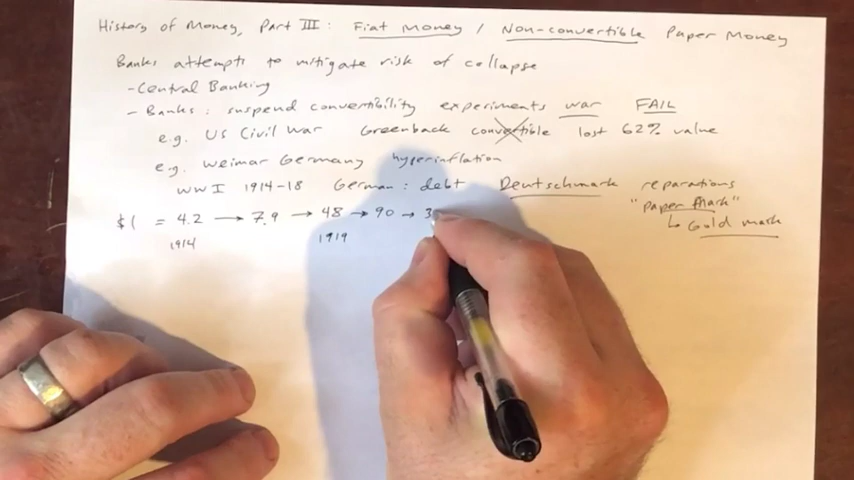 History of Money, Part III: Fiat Money / Non-convertible Paper Money
Banks attempts to mitigate risk of collapse
- Central Banking
- Banks: suspend convertibility experiments war FAIL
e.g. US Civil War Greenback convertible lost 62% value
e.g. Weimar Germany hyperinflation
WWI 1914-18 German: debt Deutschmark reparations
"paper Mark"
↳ Gold mark
$1 = 4.2 → 7.9 → 48 → 90 → 3
1914 1919